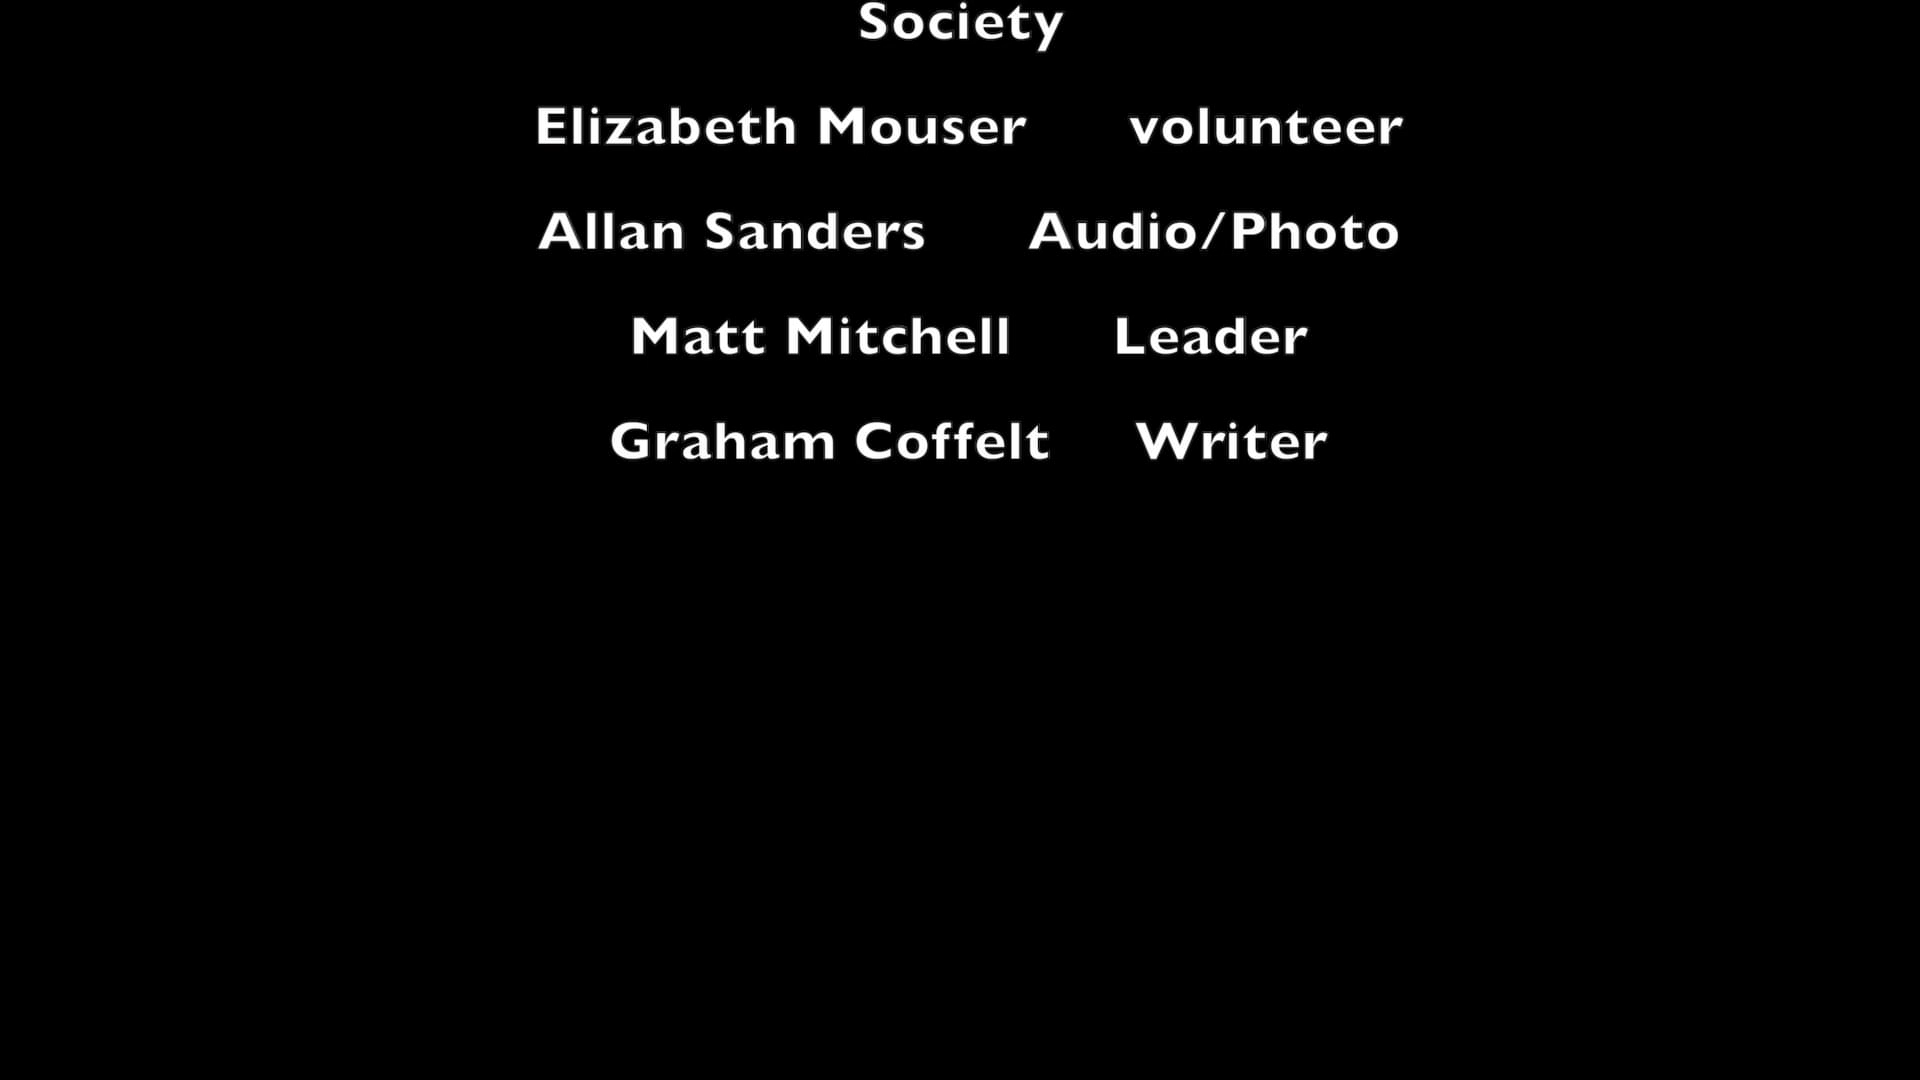 Society
Elizabeth Mouser volunteer
Allan Sanders Audio/Photo
Matt Mitchell Leader
Graham Coffelt Writer